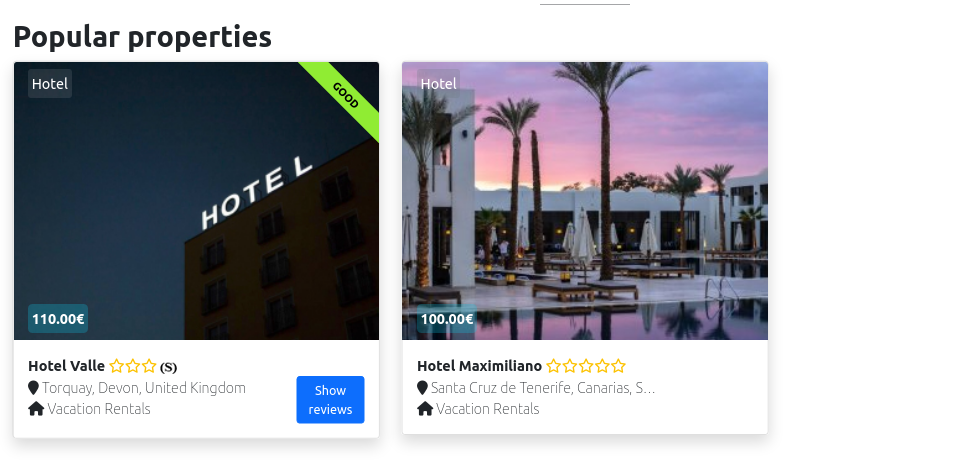 Popular properties
Hotel
GOOD
HOTEL
110.00€
Hotel Valle (S)
Torquay, Devon, United Kingdom
Vacation Rentals
Show
reviews
Hotel
100.00€
Hotel Maximiliano
Santa Cruz de Tenerife, Canarias, S...
Vacation Rentals